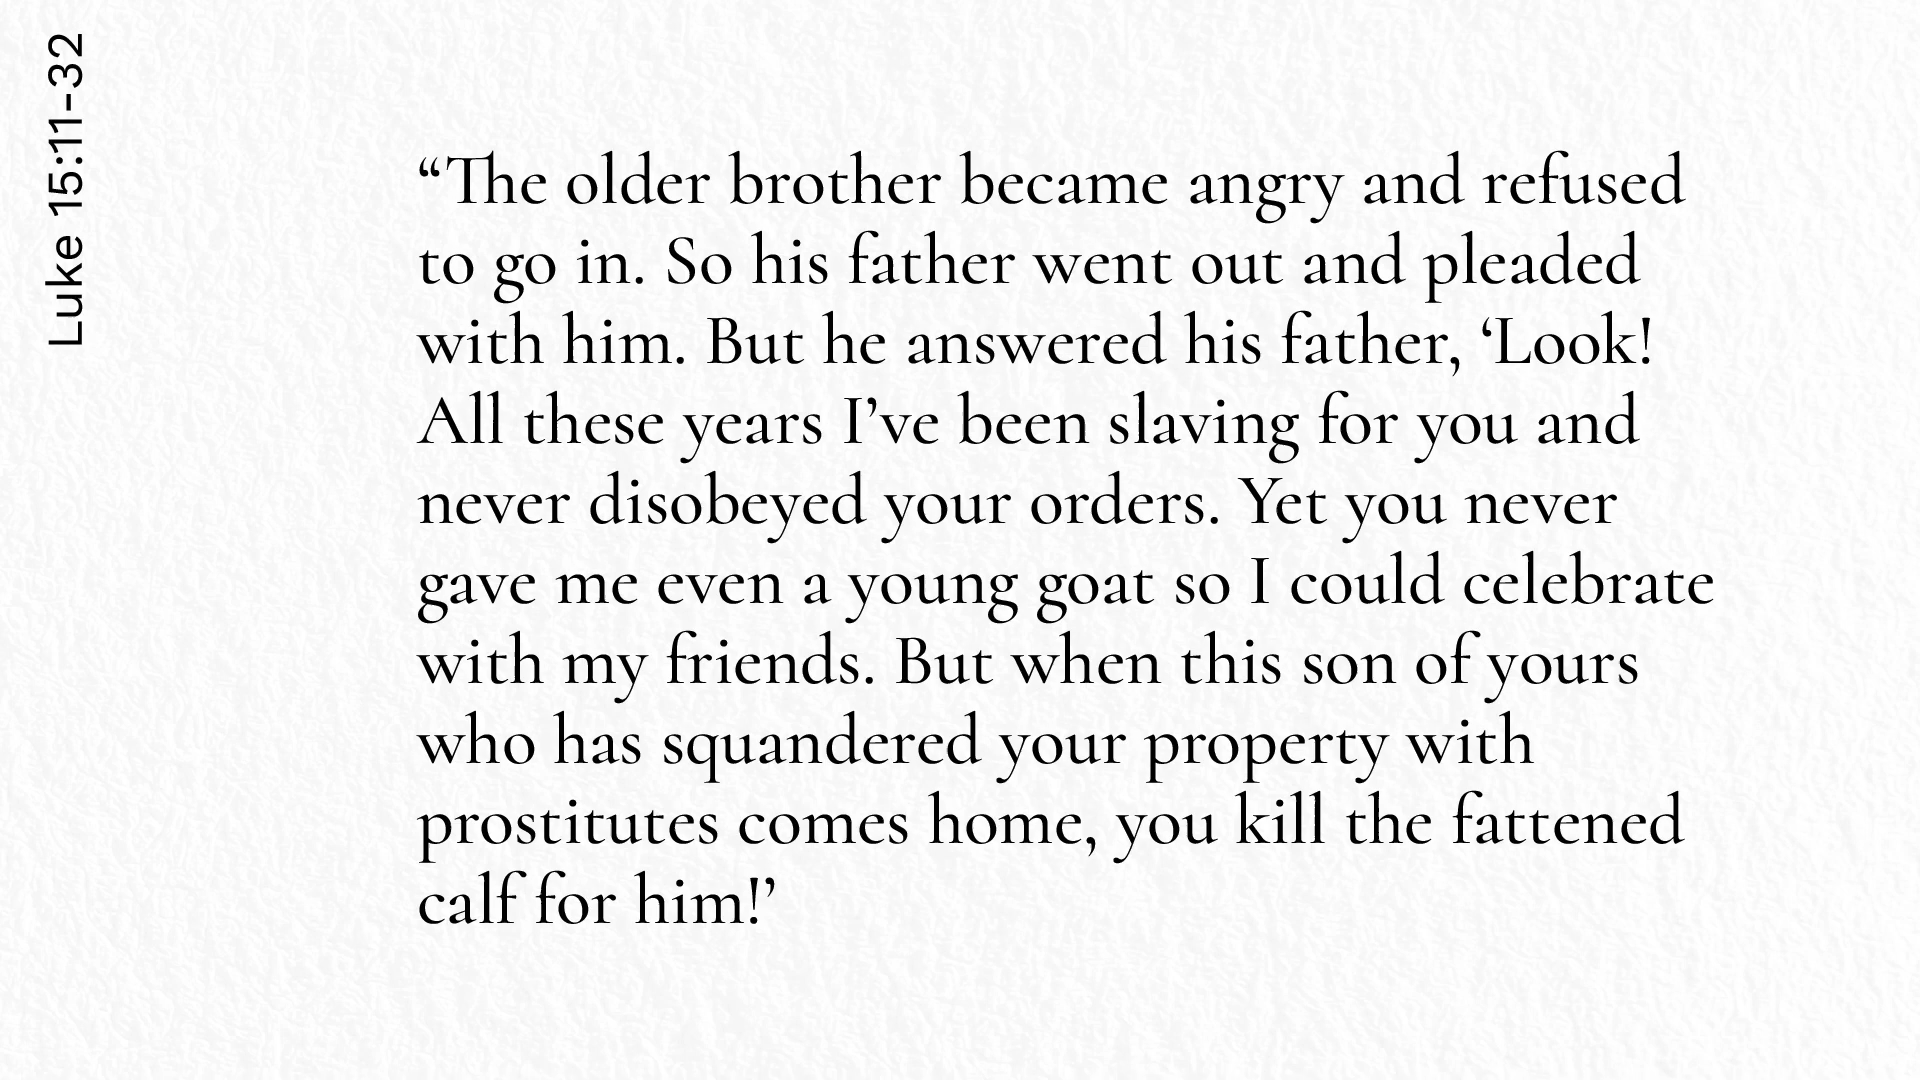 Luke 15:11-32
“The older brother became angry and refused
to go in. So his father went out and pleaded
with him. But he answered his father, ‘Look!
All these years I’ve been slaving for you and
never disobeyed your orders. Yet you never
gave me even a young goat so I could celebrate
with my friends. But when this son of yours
who has squandered your property with
prostitutes comes home, you kill the fattened
calf for him!’